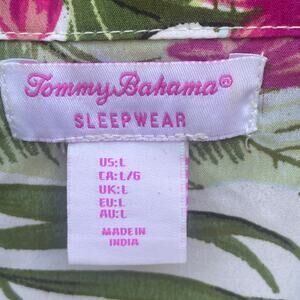 Tommy Bahama®
SLEEPWEAR
US:L
CA:L/G
UK:L
EU:L
AU:L
MADE IN
INDIA